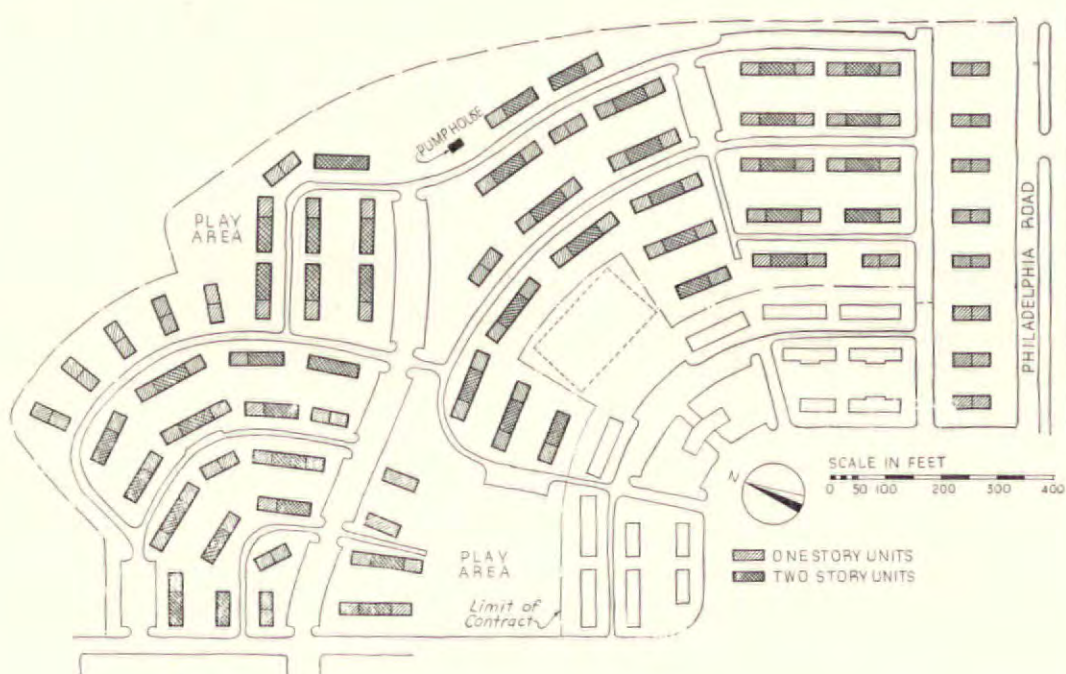 PUMP HOUSE
PLAY
AREA
PHILADELPHIA ROAD
N
SCALE IN FEET
0 50 100 200 300 400
ONE STORY UNITS
TWO STORY UNITS
PLAY
AREA
Limit of
Contract